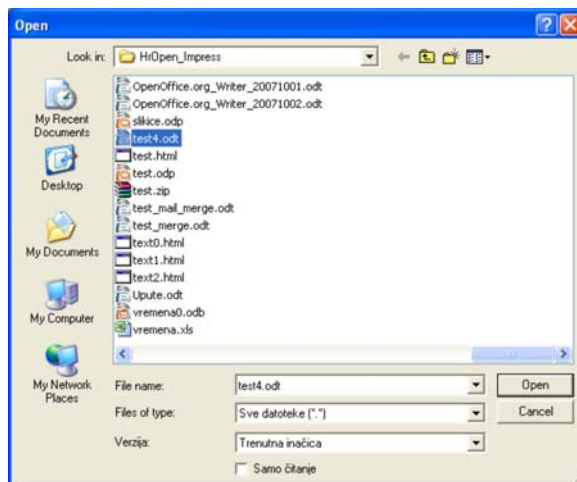 Open
Look in:
HrOpen_Impress
My Recent
Documents
Desktop
My Documents
My Computer
My Network
Places
OpenOffice.org_Writer_20071001.odt
OpenOffice.org_Writer_20071002.odt
slikice.odp
test4.odt
test.html
test.odp
test.zip
test_mail_merge.odt
test_merge.odt
text0.html
text1.html
text2.html
Upute.odt
vremena0.odb
vremena.xls
File name:
test4.odt
Open
Files of type:
Sve datoteke (*.*)
Cancel
Verzija:
Trenutna inačica
Samo čitanje